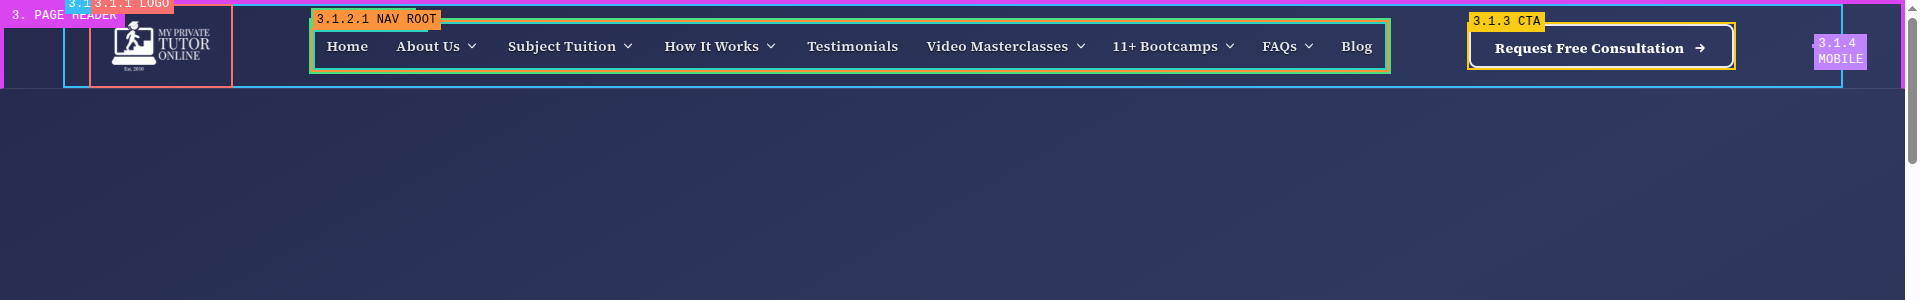 3. PAGE HEADER
3.1
3.1.1 LOGO
MY PRIVATE
TUTOR
ONLINE
Est. 2010
3.1.2.1 NAV ROOT
Home
About Us
Subject Tuition
How It Works
Testimonials
Video Masterclasses
11+ Bootcamps
FAQs
Blog
3.1.3 CTA
Request Free Consultation →
3.1.4
MOBILE